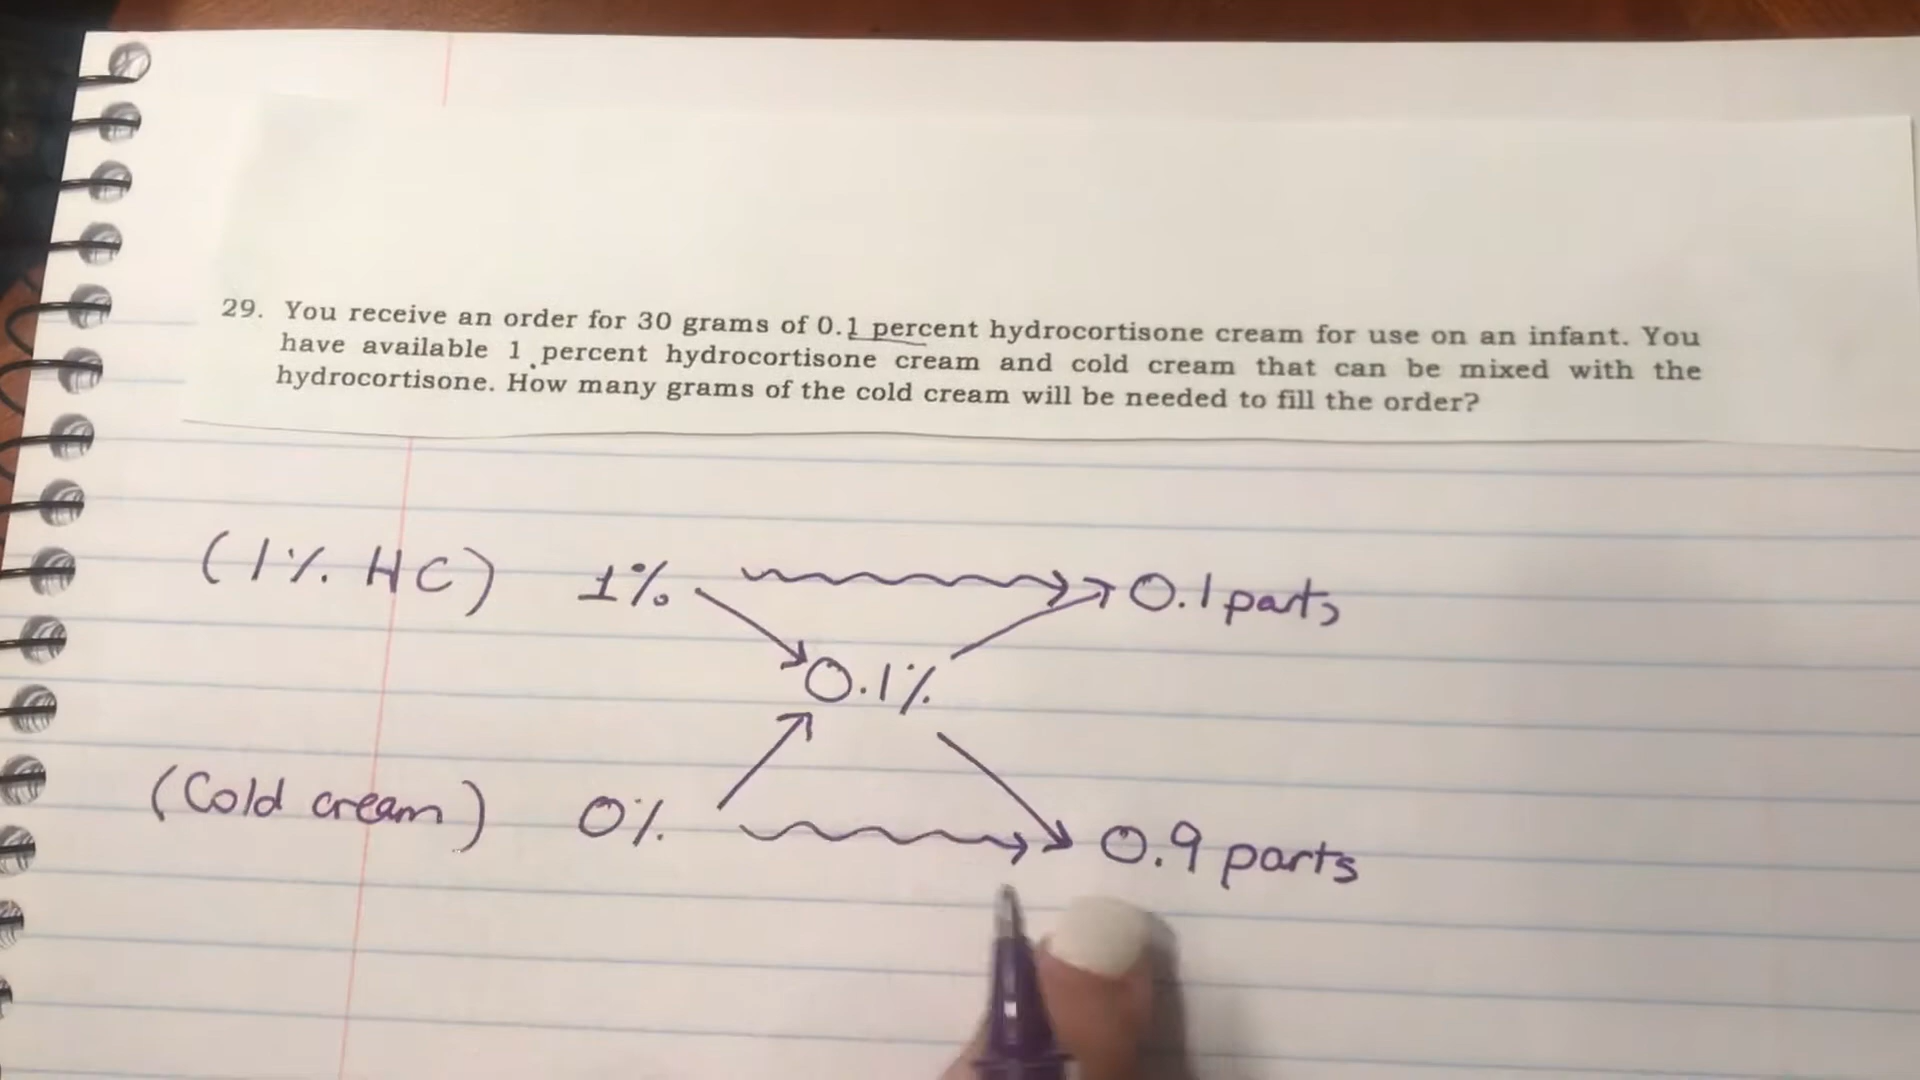 29. You receive an order for 30 grams of 0.1 percent hydrocortisone cream for use on an infant. You
have available 1 percent hydrocortisone cream and cold cream that can be mixed with the
hydrocortisone. How many grams of the cold cream will be needed to fill the order?
(1% HC) 1% 0.1 parts
0.1%
(Cold cream) 0% 0.9 parts